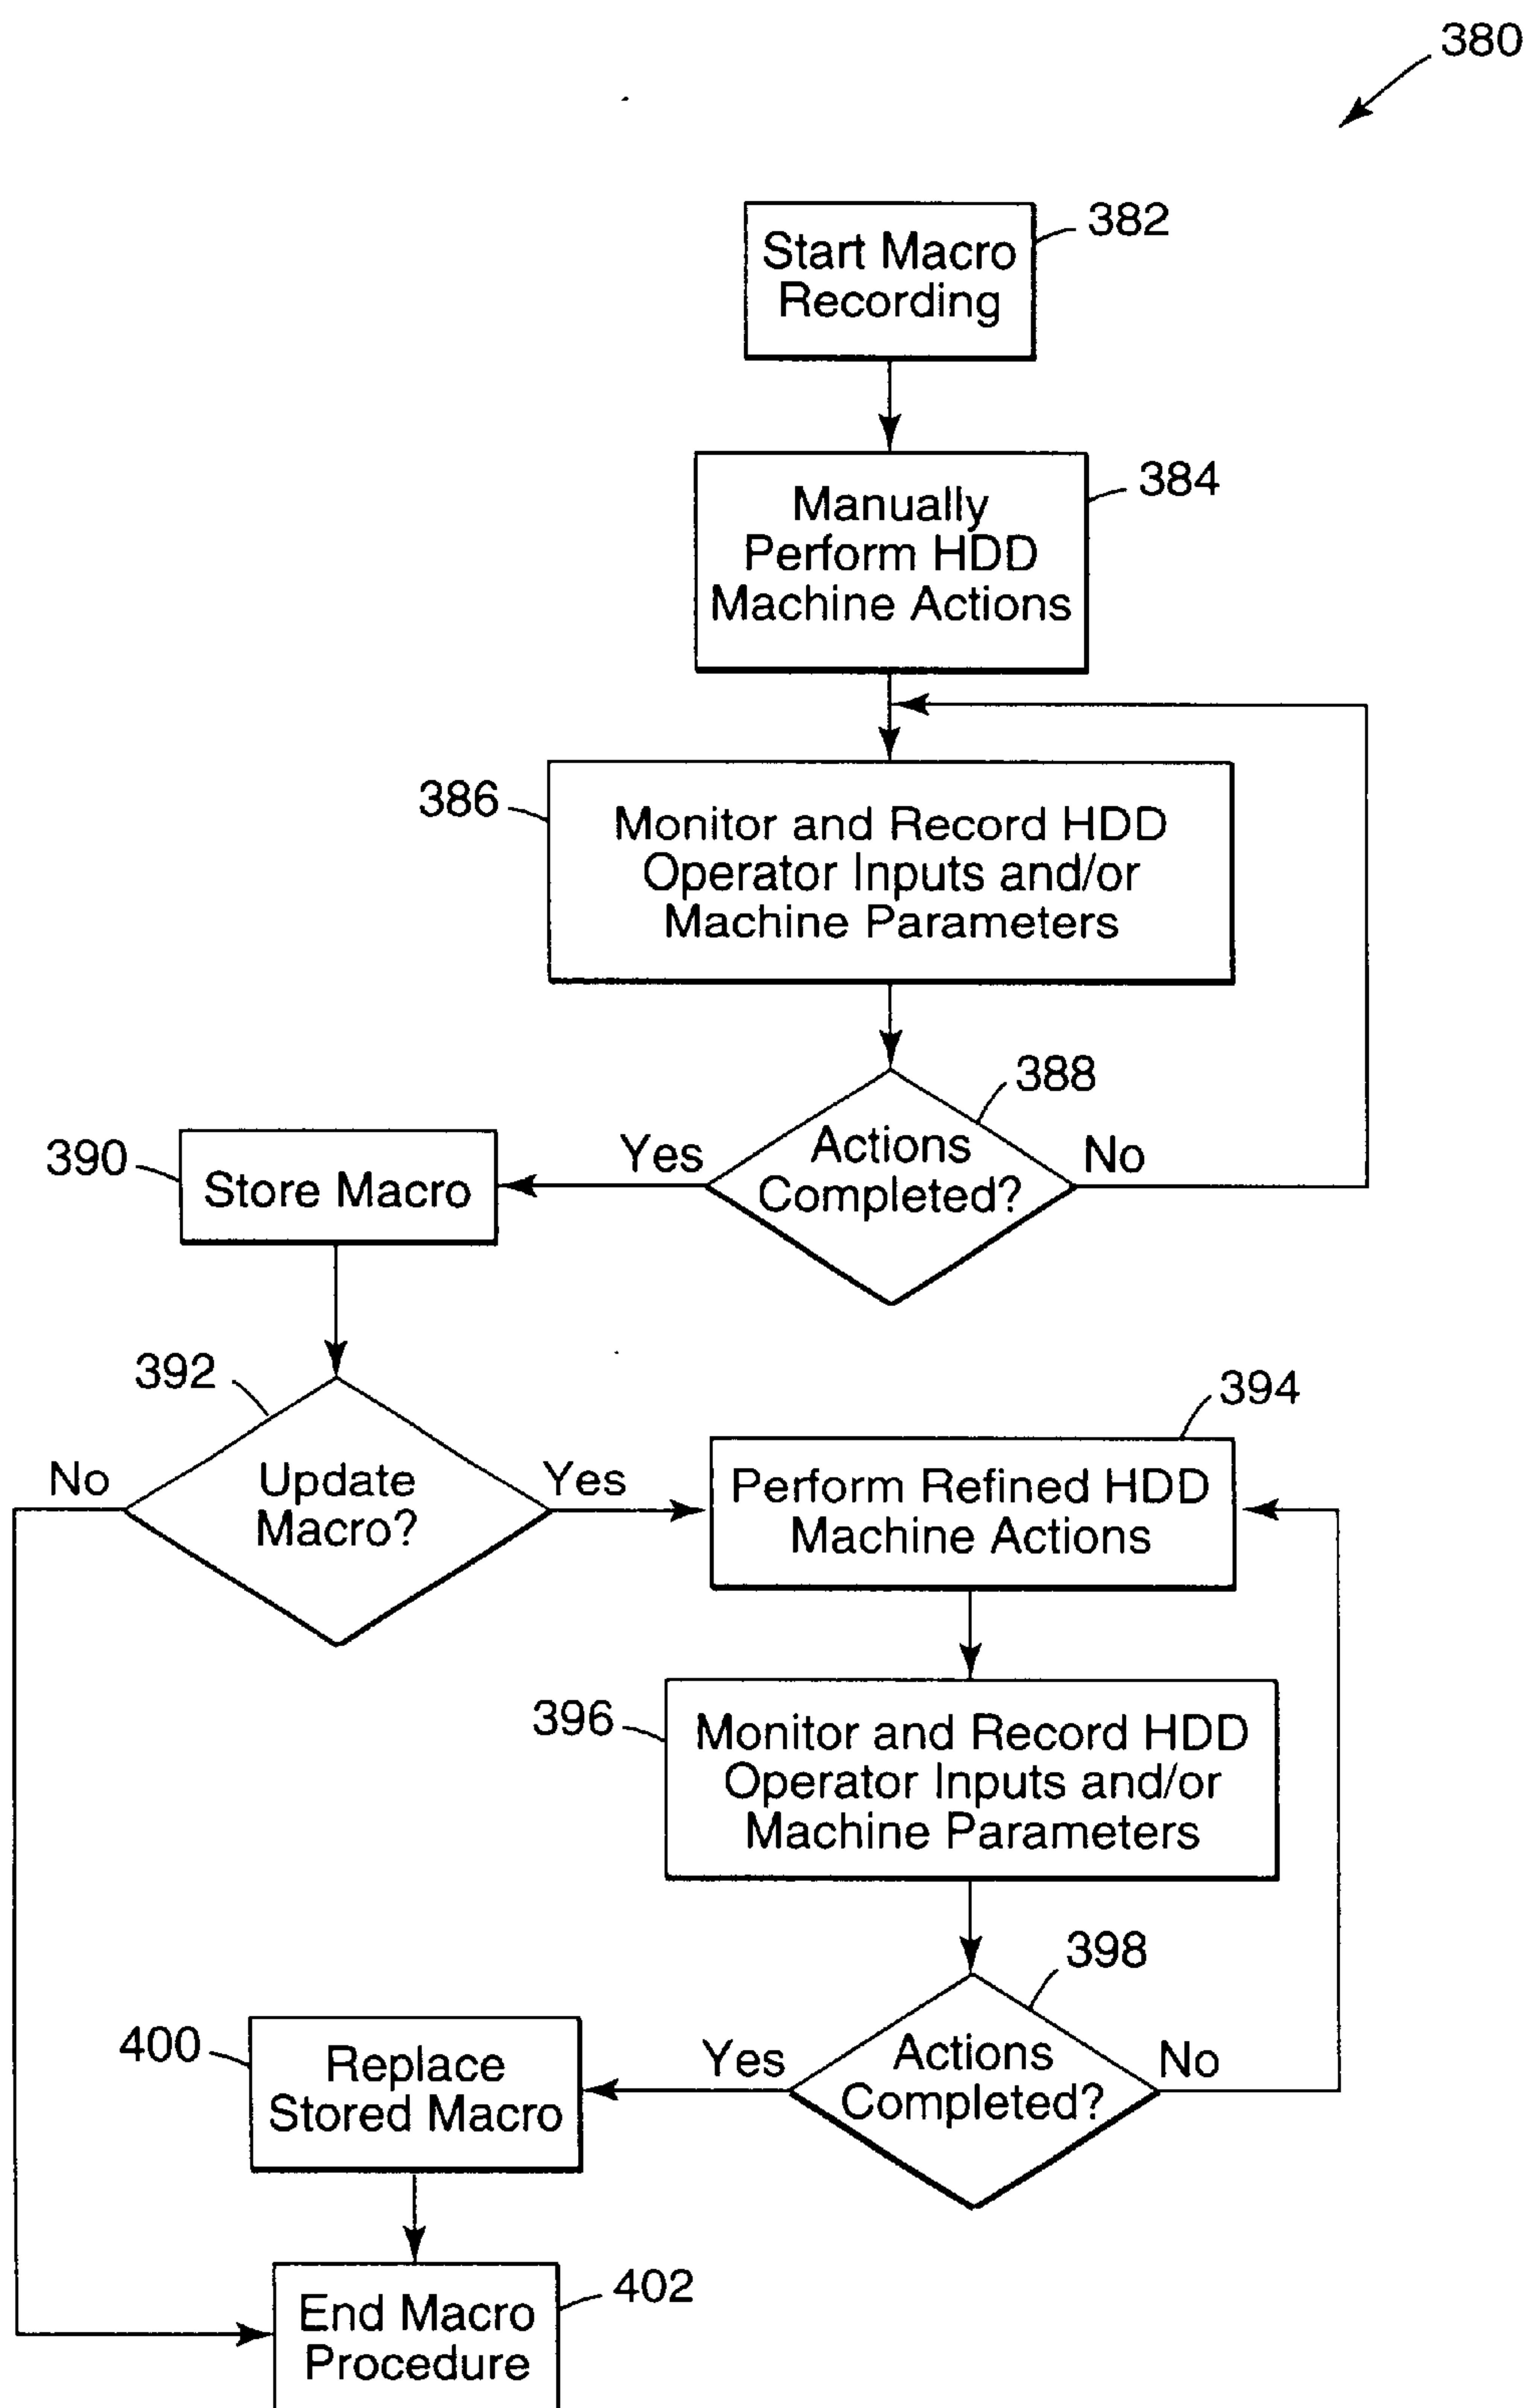 380
Start Macro
Recording
382
Manually
Perform HDD
Machine Actions
384
386
Monitor and Record HDD
Operator Inputs and/or
Machine Parameters
388
Actions
Completed?
Yes
No
390
Store Macro
392
Update
Macro?
No
Yes
394
Perform Refined HDD
Machine Actions
396
Monitor and Record HDD
Operator Inputs and/or
Machine Parameters
398
Actions
Completed?
Yes
No
400
Replace
Stored Macro
402
End Macro
Procedure